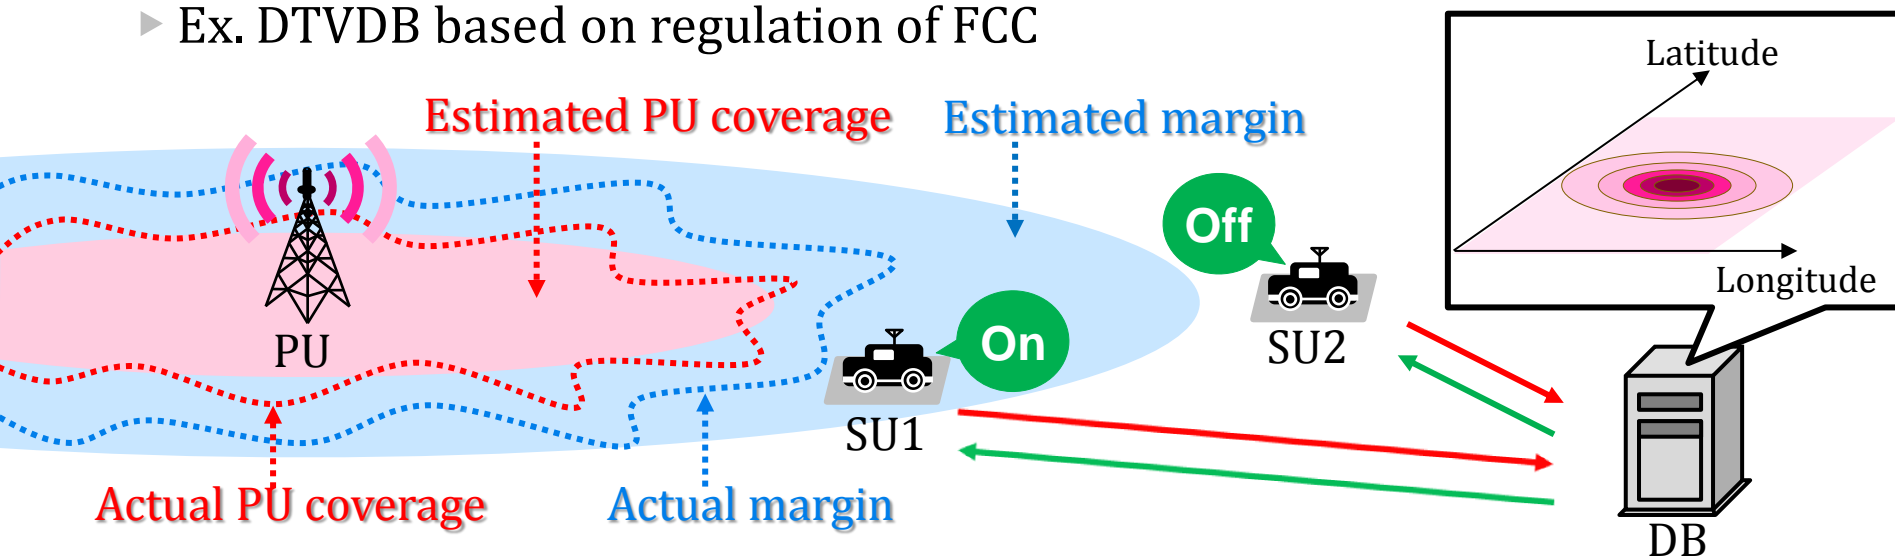 Ex. DTVDB based on regulation of FCC
Latitude
Estimated PU coverage
Estimated margin
Off
Longitude
On
PU
SU2
SU1
Actual PU coverage
Actual margin
DB